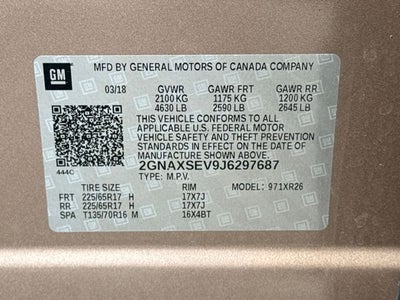 GM MFD BY GENERAL MOTORS OF CANADA COMPANY
03/18 GVWR GAWR FRT GAWR RR
2100 KG 1175 KG 1200 KG
4630 LB 2590 LB 2645 LB
THIS VEHICLE CONFORMS TO ALL
APPLICABLE U.S. FEDERAL MOTOR
VEHICLE SAFETY AND THEFT PREVENTION
STANDARDS IN EFFECT ON THE DATE OF
MANUFACTURE SHOWN ABOVE.
444C 2GNAXSEV9J6297687
TYPE: M.P.V. MODEL: 971XR26
TIRE SIZE RIM
FRT 225/65R17 H 17X7J
RR 225/65R17 H 17X7J
SPA T135/70R16 M 16X4BT